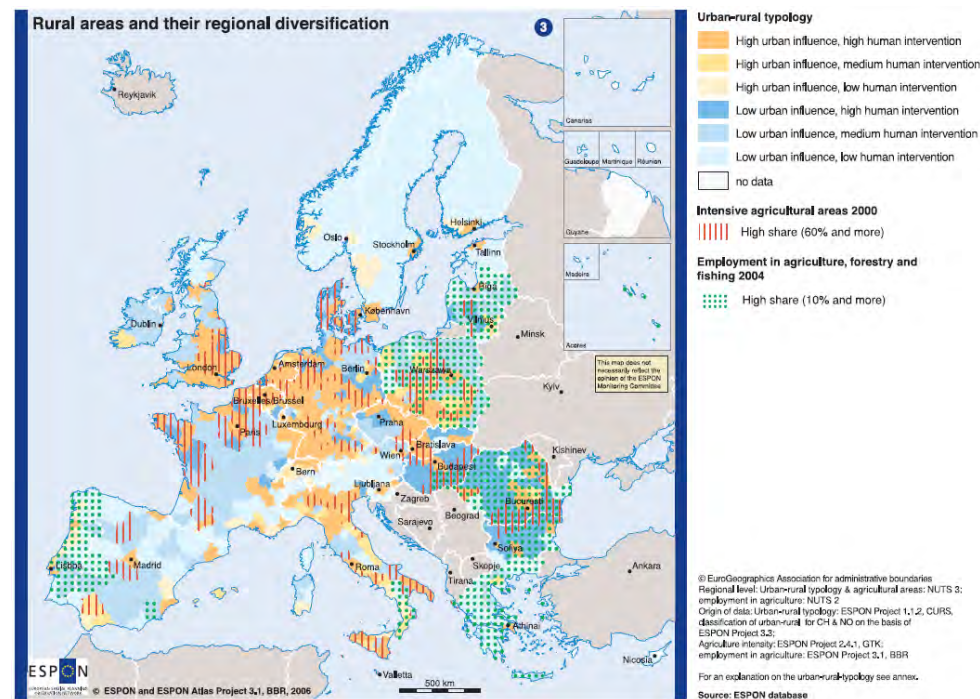 Rural areas and their regional diversification
3
Reykjavik
Canarias
Guadeloupe
Martinique
Réunion
Guyane
Madeira
Acores
This map does not
necessarily reflect the
opinion of the ESPON
Monitoring Committee
Helsinki
Oslo
Stockholm
Tallinn
Riga
København
Vilnius
Dublin
Minsk
London
Amsterdam
Berlin
Warszawa
Kyiv
Bruxelles/Brussel
Paris
Luxembourg
Praha
Wien
Bratislava
Budapest
Kishinev
Bern
Ljubljana
Zagreb
Bucuresti
Beograd
Sarajevo
Sofiya
Skopje
Lisboa
Madrid
Roma
Tirana
Ankara
Athinai
Nicosia
Valletta
ESPON
© ESPON and ESPON Atlas Project 3.1, BBR, 2006
500 km
Urban-rural typology
High urban influence, high human intervention
High urban influence, medium human intervention
High urban influence, low human intervention
Low urban influence, high human intervention
Low urban influence, medium human intervention
Low urban influence, low human intervention
no data
Intensive agricultural areas 2000
High share (60% and more)
Employment in agriculture, forestry and
fishing 2004
High share (10% and more)
© EuroGeographics Association for administrative boundaries
Regional level: Urban-rural typology & agricultural areas: NUTS 3;
employment in agriculture: NUTS 2
Origin of data: Urban-rural typology: ESPON Project 1.1.2, CURS,
classification of urban-rural for CH & NO on the basis of
ESPON Project 3.3;
Agriculture intensity: ESPON Project 2.4.1, GTK;
employment in agriculture: ESPON Project 3.1, BBR
For an explanation on the urban-rural-typology see annex.
Source: ESPON database